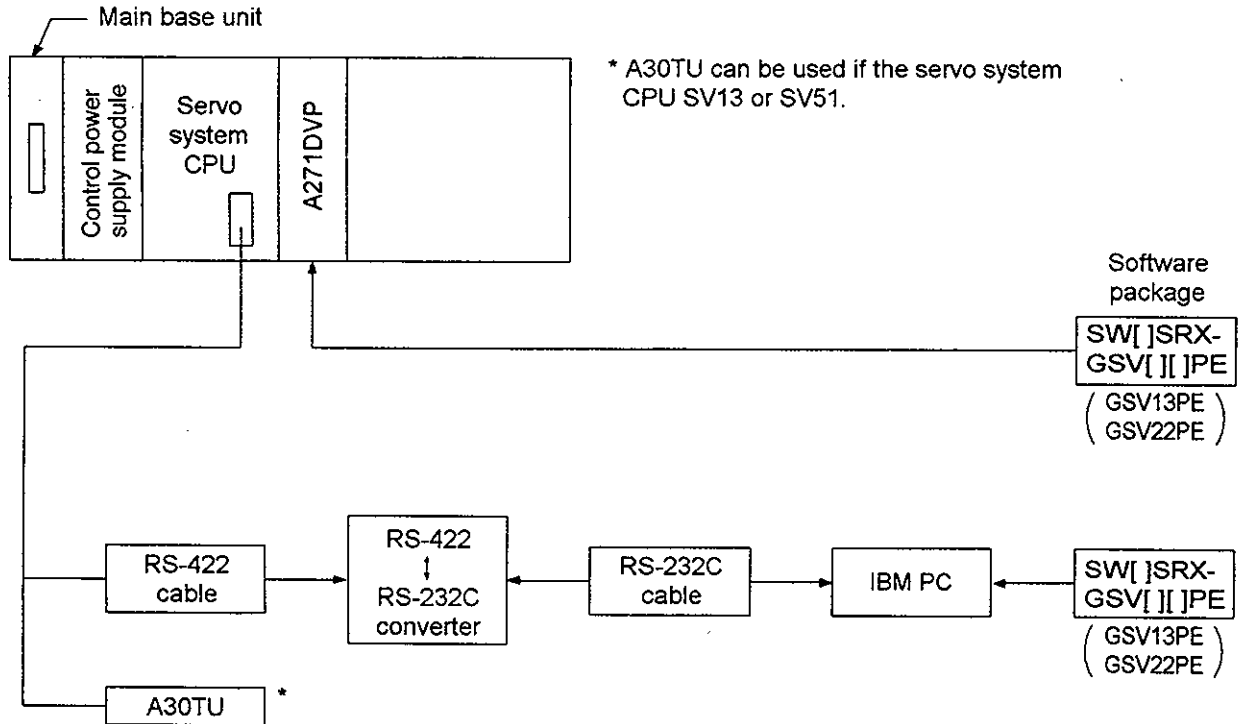 Main base unit
Control power
supply module
Servo
system
CPU
A271DVP
* A30TU can be used if the servo system
CPU SV13 or SV51.
Software
package
SW[ ]SRX-
GSV[ ][ ]PE
( GSV13PE
GSV22PE )
RS-422
cable
RS-422
↕
RS-232C
converter
RS-232C
cable
IBM PC
SW[ ]SRX-
GSV[ ][ ]PE
( GSV13PE
GSV22PE )
A30TU *